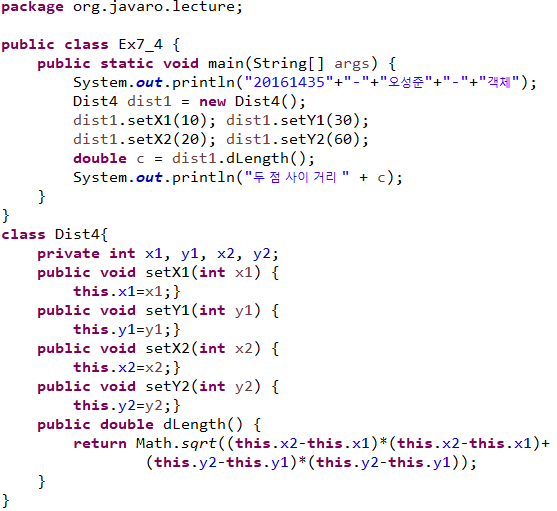 package org.javaro.lecture;

public class Ex7_4 {
    public static void main(String[] args) {
        System.out.println("20161435"+"-"+"오성준"+"-"+"객체");
        Dist4 dist1 = new Dist4();
        dist1.setX1(10); dist1.setY1(30);
        dist1.setX2(20); dist1.setY2(60);
        double c = dist1.dLength();
        System.out.println("두 점 사이 거리 " + c);
    }
}
class Dist4{
    private int x1, y1, x2, y2;
    public void setX1(int x1) {
        this.x1=x1;}
    public void setY1(int y1) {
        this.y1=y1;}
    public void setX2(int x2) {
        this.x2=x2;}
    public void setY2(int y2) {
        this.y2=y2;}
    public double dLength() {
        return Math.sqrt((this.x2-this.x1)*(this.x2-this.x1)+
                (this.y2-this.y1)*(this.y2-this.y1));
    }
}